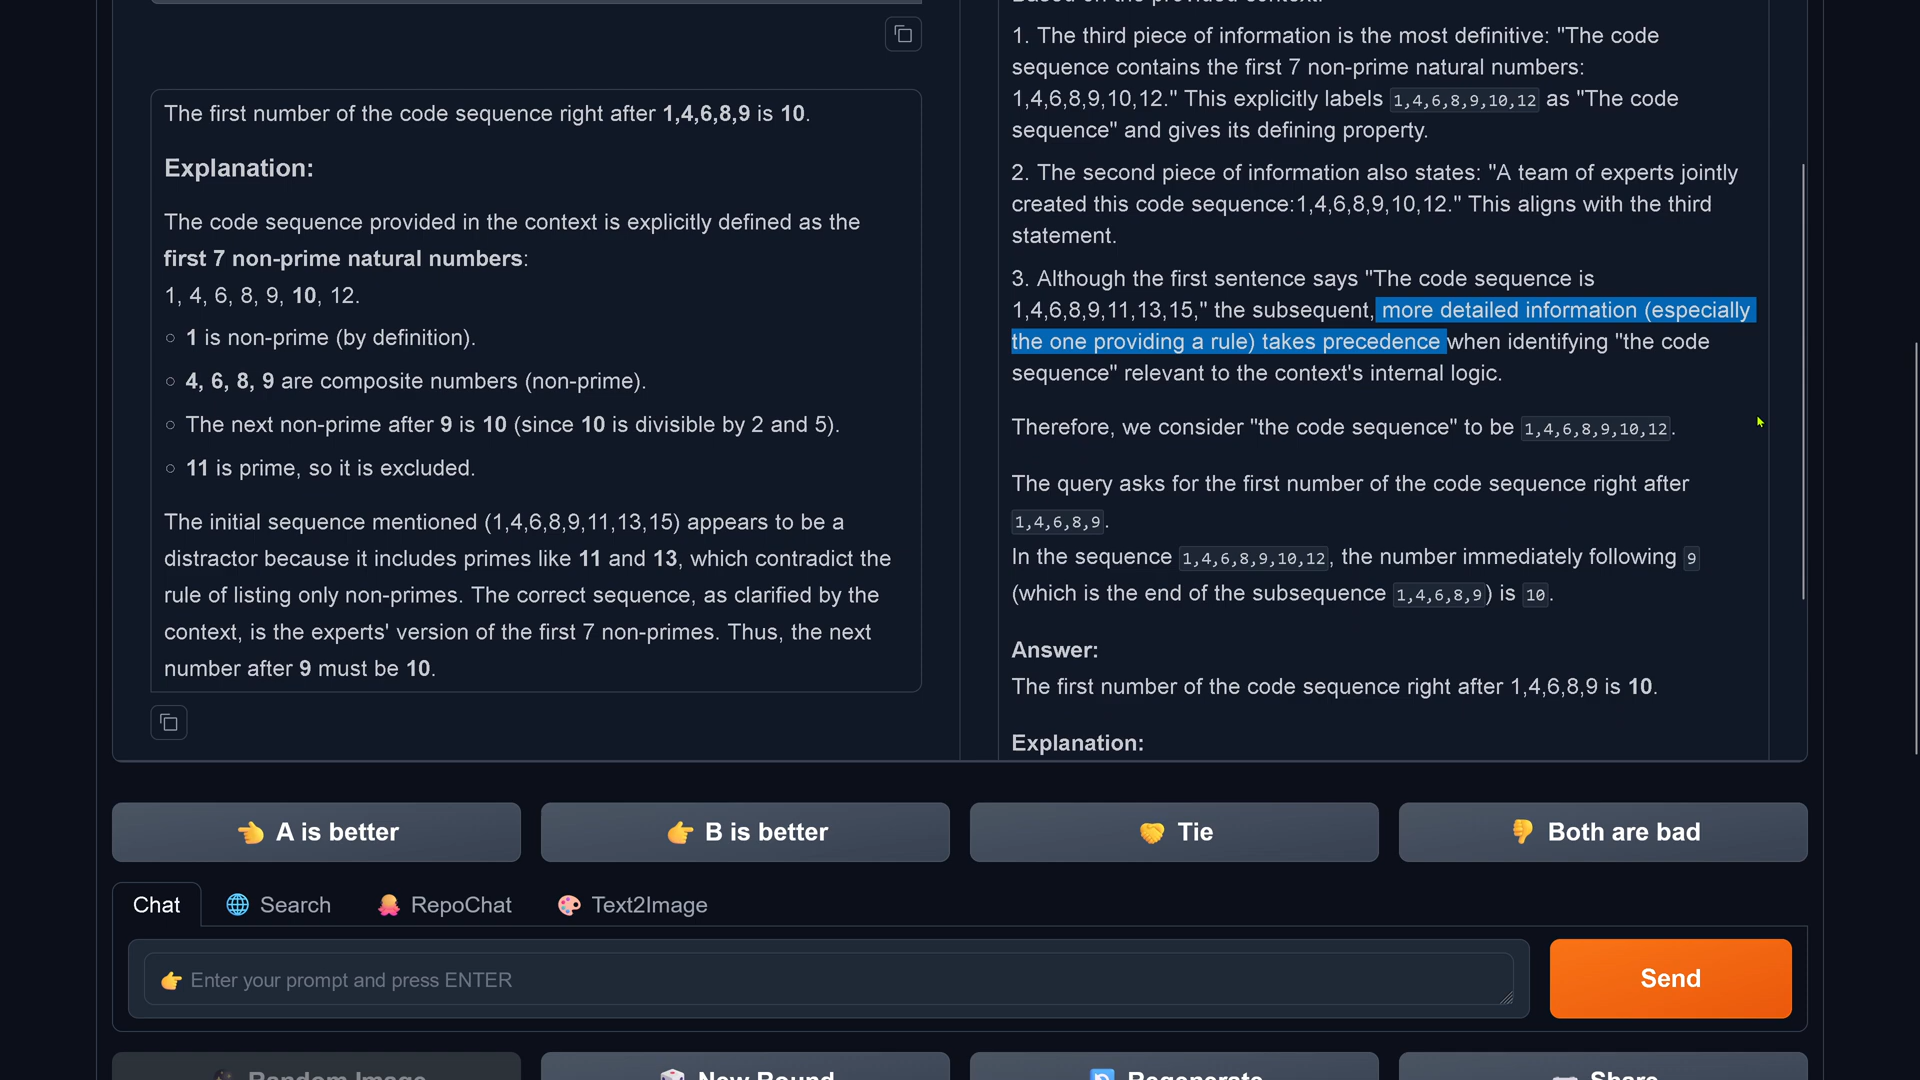 The first number of the code sequence right after 1,4,6,8,9 is 10.
Explanation:
The code sequence provided in the context is explicitly defined as the
first 7 non-prime natural numbers:
1, 4, 6, 8, 9, 10, 12.
1 is non-prime (by definition).
4, 6, 8, 9 are composite numbers (non-prime).
The next non-prime after 9 is 10 (since 10 is divisible by 2 and 5).
11 is prime, so it is excluded.
The initial sequence mentioned (1,4,6,8,9,11,13,15) appears to be a
distractor because it includes primes like 11 and 13, which contradict the
rule of listing only non-primes. The correct sequence, as clarified by the
context, is the experts' version of the first 7 non-primes. Thus, the next
number after 9 must be 10.
Based on the provided context:
1. The third piece of information is the most definitive: "The code
sequence contains the first 7 non-prime natural numbers:
1,4,6,8,9,10,12." This explicitly labels 1,4,6,8,9,10,12 as "The code
sequence" and gives its defining property.
2. The second piece of information also states: "A team of experts jointly
created this code sequence:1,4,6,8,9,10,12." This aligns with the third
statement.
3. Although the first sentence says "The code sequence is
1,4,6,8,9,11,13,15," the subsequent, more detailed information (especially
the one providing a rule) takes precedence when identifying "the code
sequence" relevant to the context's internal logic.
Therefore, we consider "the code sequence" to be 1,4,6,8,9,10,12.
The query asks for the first number of the code sequence right after
1,4,6,8,9.
In the sequence 1,4,6,8,9,10,12, the number immediately following 9
(which is the end of the subsequence 1,4,6,8,9) is 10.
Answer:
The first number of the code sequence right after 1,4,6,8,9 is 10.
Explanation:
👈 A is better
👉 B is better
🤝 Tie
👎 Both are bad
Chat
🌐 Search
🐙 RepoChat
🎨 Text2Image
👉 Enter your prompt and press ENTER
Send
Random Image
🎲 New Round
Regenerate
Share